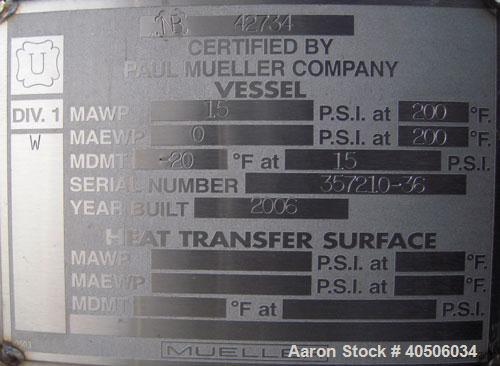 1R 42734
CERTIFIED BY
PAUL MUELLER COMPANY
VESSEL
U
DIV. 1
W
MAWP 15 P.S.I. at 200 °F.
MAEWP 0 P.S.I. at 200 °F.
MDMT -20 °F at 15 P.S.I.
SERIAL NUMBER 357210-36
YEAR BUILT 2006
HEAT TRANSFER SURFACE
MAWP P.S.I. at °F.
MAEWP P.S.I. at °F.
MDMT °F at P.S.I.
MUELLER
Aaron Stock # 40506034